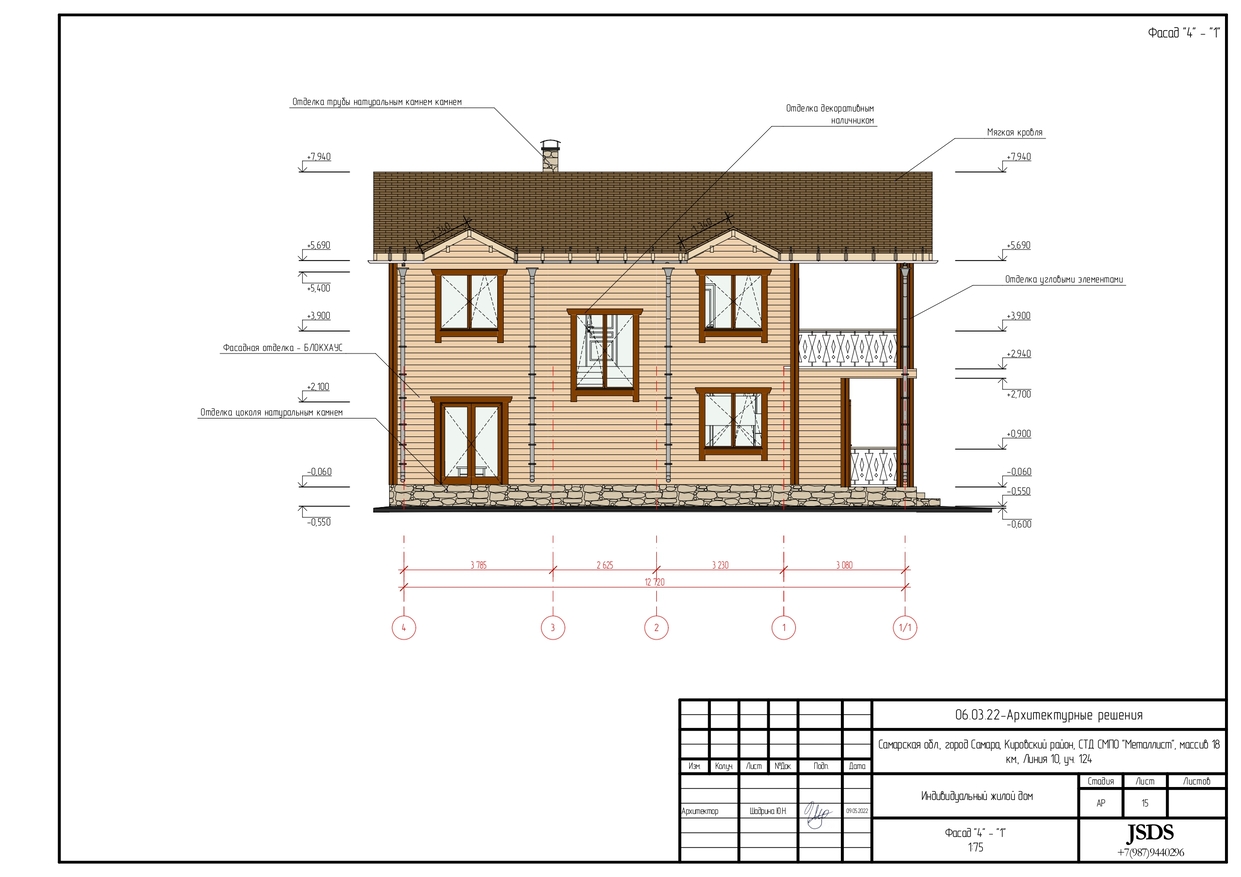 Фасад "4" - "1"
Отделка трубы натуральным камнем камнем
Отделка декоративным
наличником
Мягкая кровля
+7.940
+7.940
1 340
1 340
+5,690
+5,690
+5,400
Отделка угловыми элементами
+3.900
+3.900
Фасадная отделка - БЛОКХАУС
+2.940
+2.100
+2,700
Отделка цоколя натуральным камнем
+0.900
-0.060
-0.060
-0.550
-0,550
-0,600
3 785
2 625
3 230
3 080
12 720
4
3
2
1
1/1
06.03.22-Архитектурные решения
Самарская обл., город Самара, Кировский район, СТД СМПО "Металлист", массив 18
км., Линия 10, уч. 124
Изм.
Колуч.
Лист
№Док.
Подп.
Дата
Индивидуальный жилой дом
Стадия
Лист
Листов
АР
15
Архитектор
Шадрина Ю.Н.
09.05.2022
Фасад "4" - "1"
1:75
JSDS
+7(987)9440296